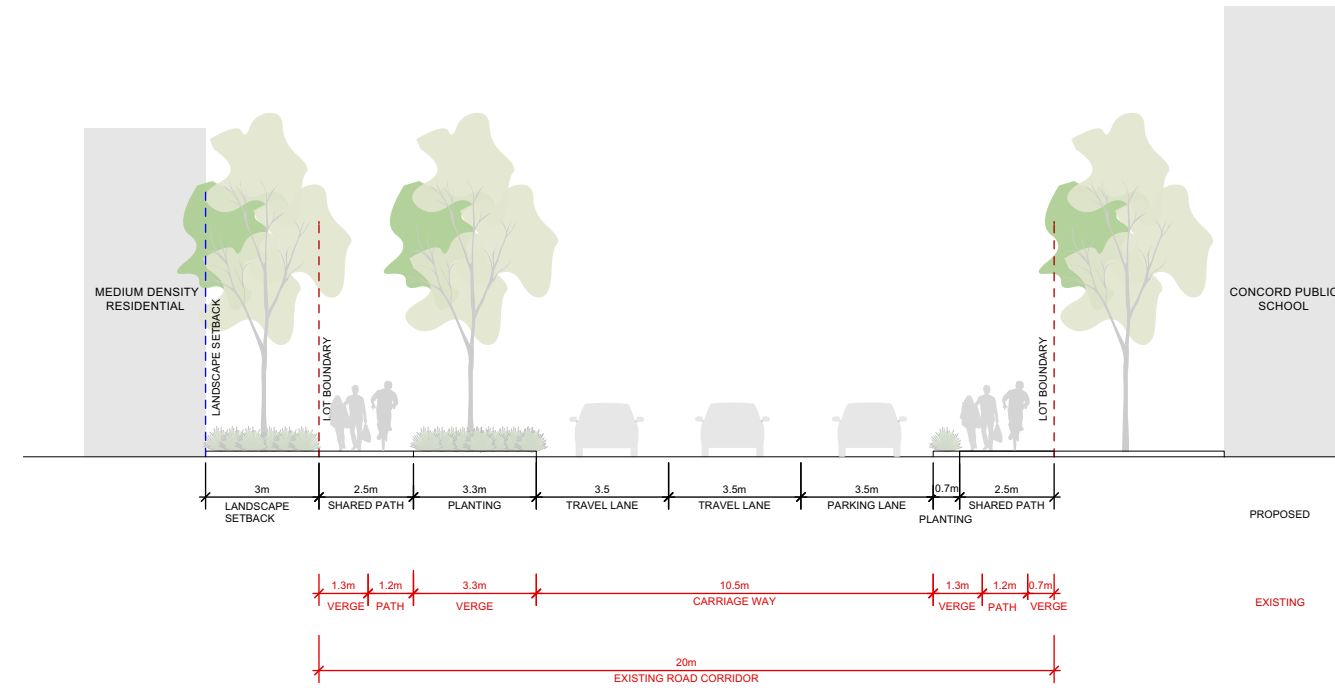 MEDIUM DENSITY
RESIDENTIAL
LANDSCAPE SETBACK
LOT BOUNDARY
LOT BOUNDARY
CONCORD PUBLIC
SCHOOL
3m 2.5m 3.3m 3.5 3.5m 3.5m 0.7m 2.5m
LANDSCAPE
SETBACK
SHARED PATH
PLANTING
TRAVEL LANE
TRAVEL LANE
PARKING LANE
PLANTING
SHARED PATH
PROPOSED
1.3m 1.2m 3.3m 10.5m 1.3m 1.2m 0.7m
VERGE PATH VERGE CARRIAGE WAY VERGE PATH VERGE
EXISTING
20m
EXISTING ROAD CORRIDOR